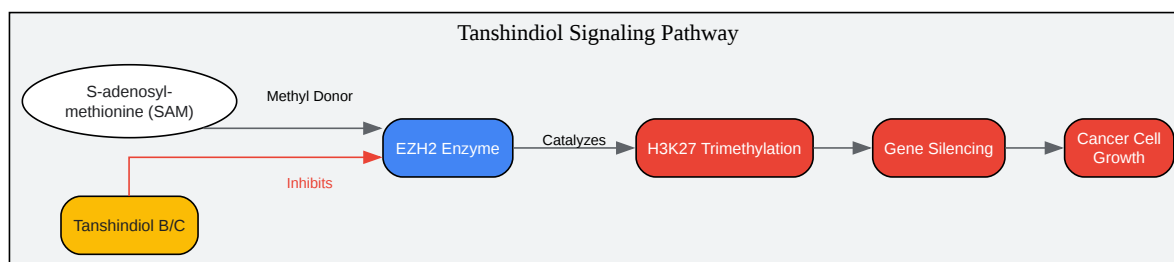 Tanshindiol Signaling Pathway
S-adenosyl-
methionine (SAM)
Methyl Donor
EZH2 Enzyme
Catalyzes
H3K27 Trimethylation
Gene Silencing
Cancer Cell
Growth
Inhibits
Tanshindiol B/C